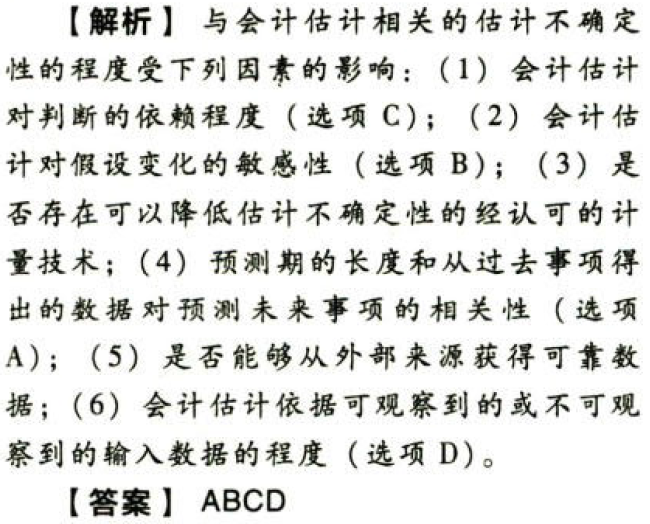 【解析】 与会计估计相关的估计不确定
性的程度受下列因素的影响：（1）会计估计
对判断的依赖程度（选项 C）；（2）会计估
计对假设变化的敏感性（选项 B）；（3）是
否存在可以降低估计不确定性的经认可的计
量技术；（4）预测期的长度和从过去事项得
出的数据对预测未来事项的相关性（选项
A）；（5）是否能够从外部来源获得可靠数
据；（6）会计估计依据可观察到的或不可观
察到的输入数据的程度（选项 D）。
【答案】 ABCD